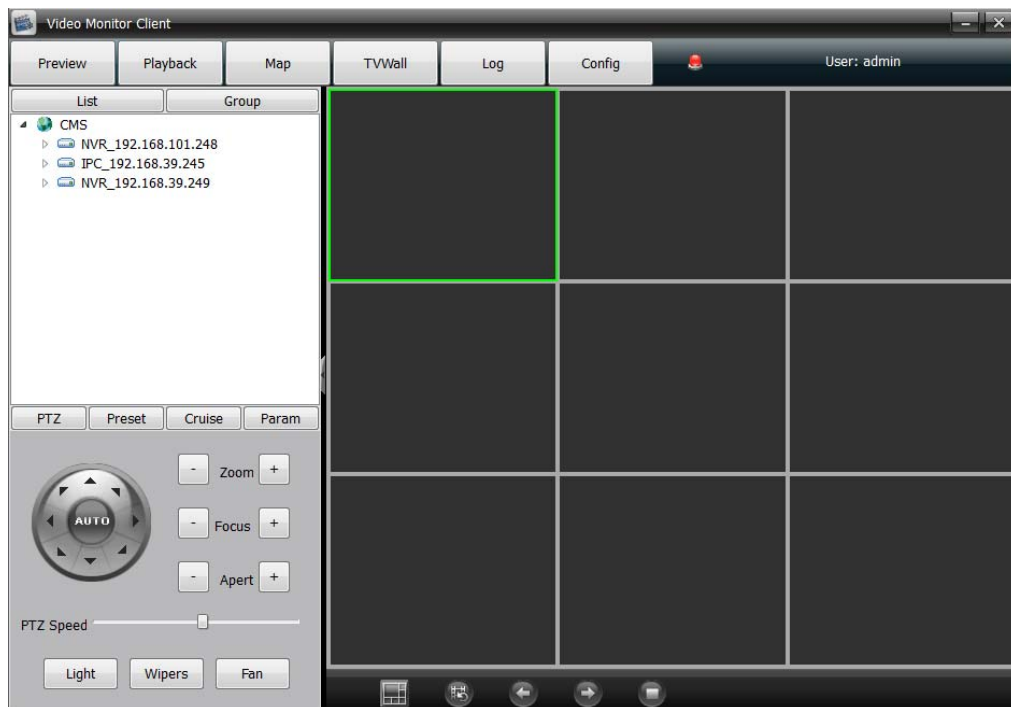 Video Monitor Client
Preview Playback Map TVWall Log Config User: admin
List Group
CMS
NVR_192.168.101.248
IPC_192.168.39.245
NVR_192.168.39.249
PTZ Preset Cruise Param
- Zoom +
AUTO
- Focus +
- Apert +
PTZ Speed
Light Wipers Fan